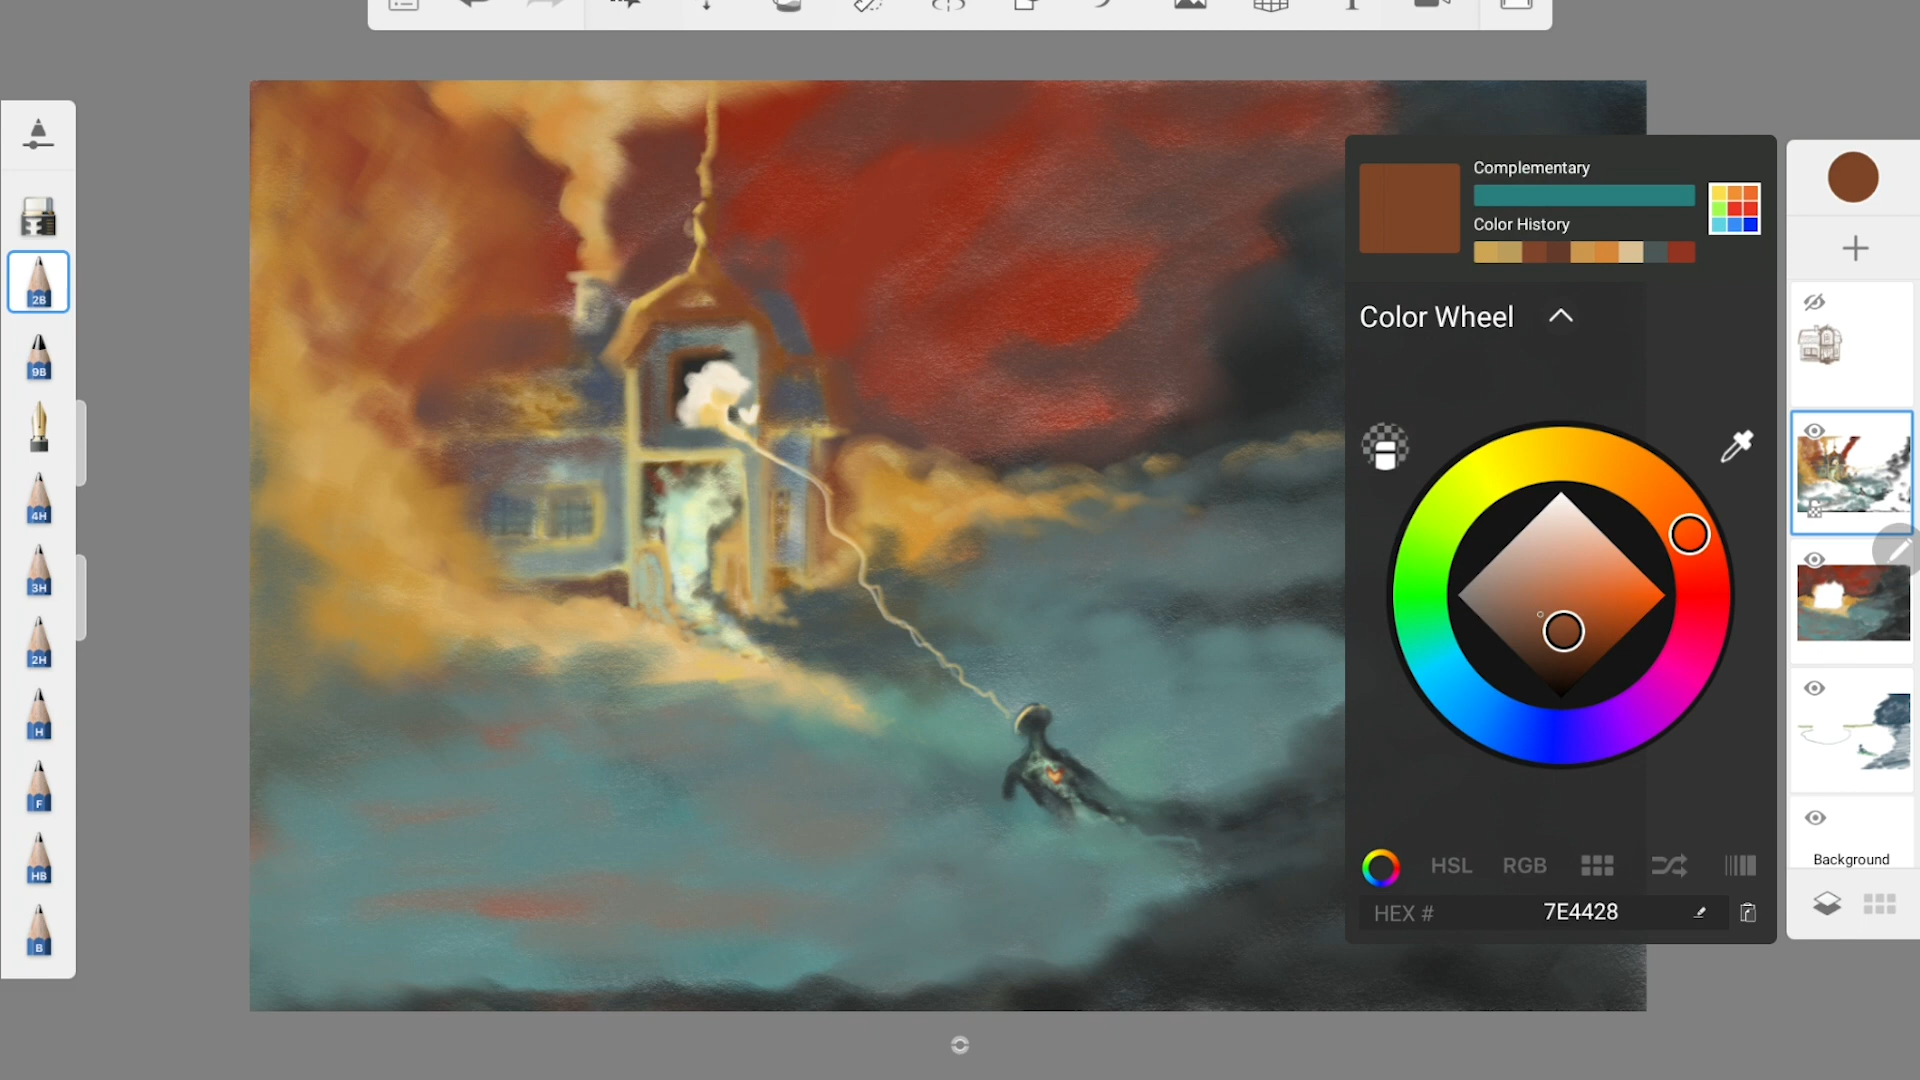 2B
9B
4H
3H
2H
H
F
HB
B
Complementary
Color History
Color Wheel
HSL RGB
HEX # 7E4428
Background